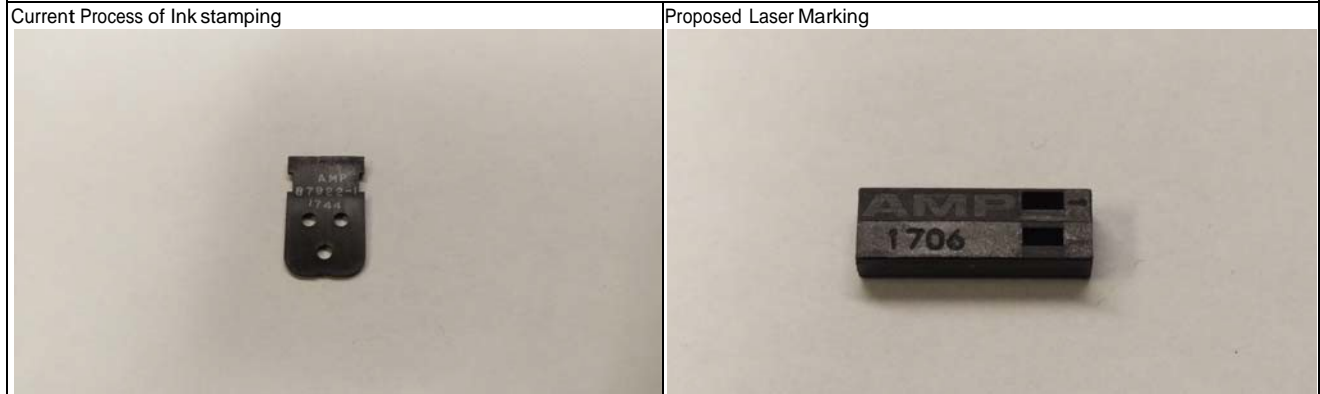 Current Process of Ink stamping
Proposed Laser Marking
AMP
87922-1
1744
AMP
1706